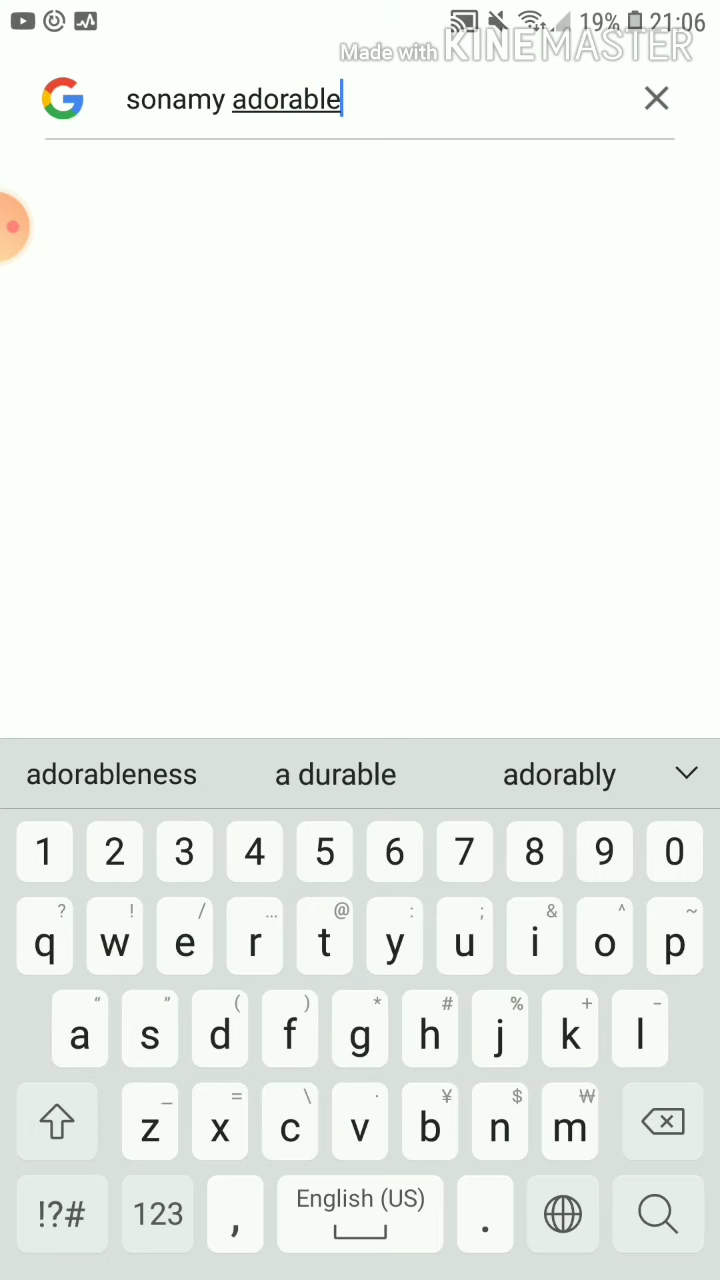 19% 21:06
Made with KINEMASTER
sonamy adorable
adorableness a durable adorably
1 2 3 4 5 6 7 8 9 0
? ! / ... @ : ; & ^ ~
q w e r t y u i o p
“ ” ( ) * # % + -
a s d f g h j k l
_ = \ · ¥ $ ₩
z x c v b n m
!?# 123 , English (US) .